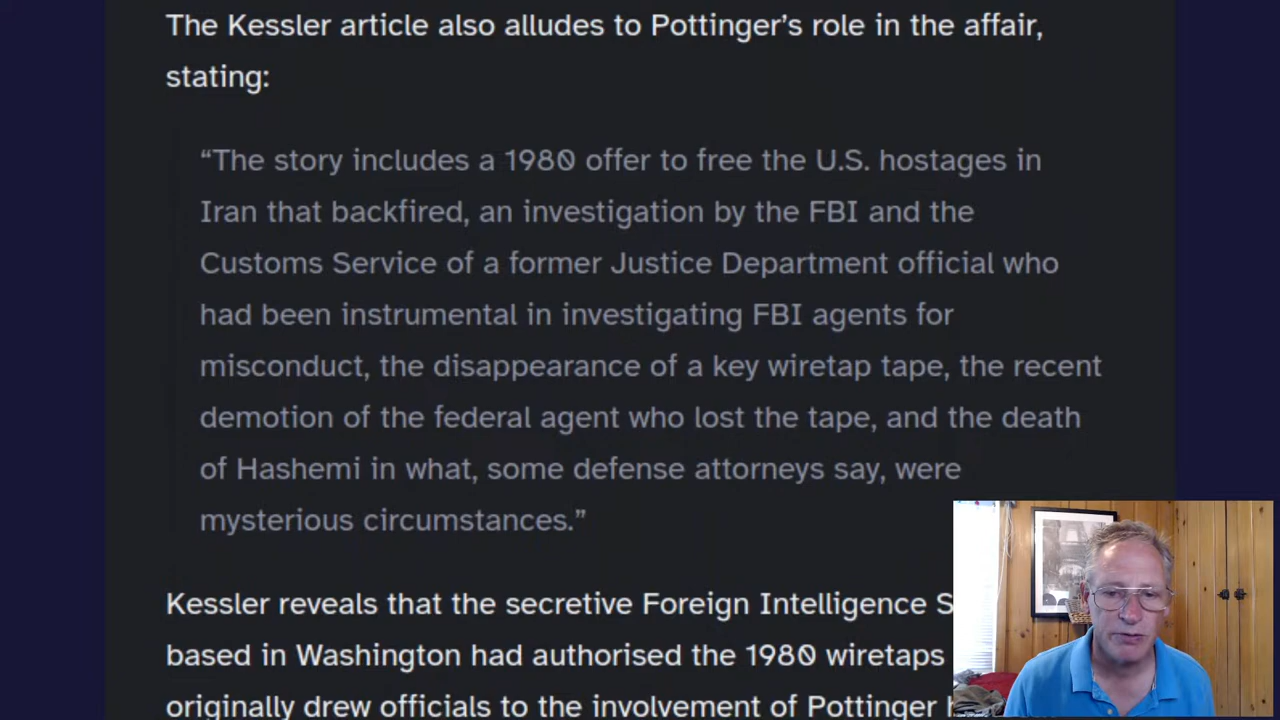 The Kessler article also alludes to Pottinger’s role in the affair,
stating:
“The story includes a 1980 offer to free the U.S. hostages in
Iran that backfired, an investigation by the FBI and the
Customs Service of a former Justice Department official who
had been instrumental in investigating FBI agents for
misconduct, the disappearance of a key wiretap tape, the recent
demotion of the federal agent who lost the tape, and the death
of Hashemi in what, some defense attorneys say, were
mysterious circumstances.”
Kessler reveals that the secretive Foreign Intelligence
based in Washington had authorised the 1980 wiretaps
originally drew officials to the involvement of Pottinger